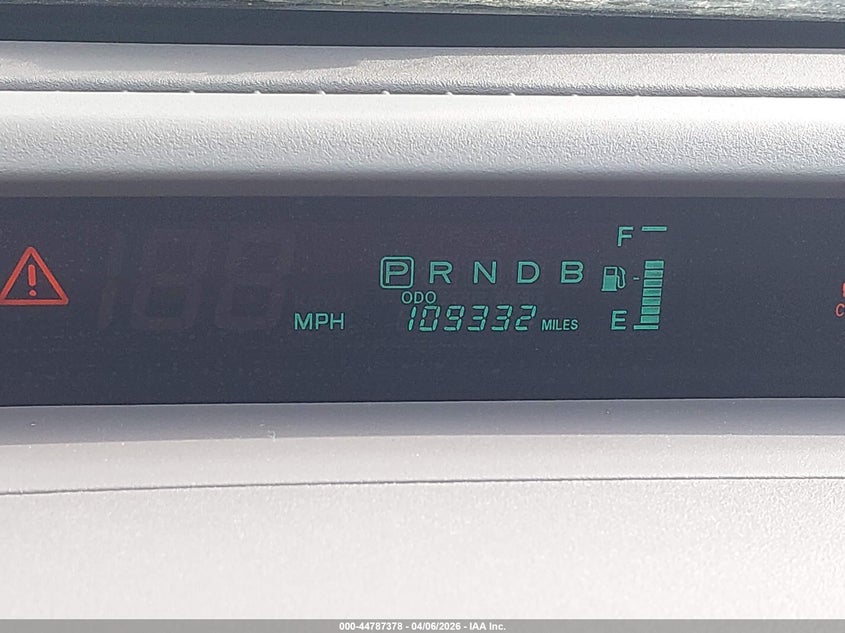 F
P R N D B
ODO
MPH 109332 MILES E
000-44787378 - 04/06/2026 - IAA Inc.